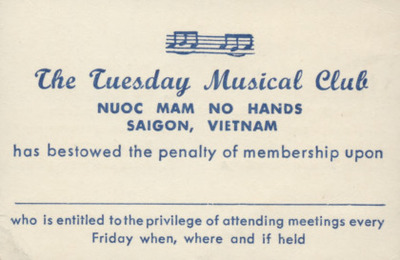 The Tuesday Musical Club
NUOC MAM NO HANDS
SAIGON, VIETNAM
has bestowed the penalty of membership upon
who is entitled to the privilege of attending meetings every
Friday when, where and if held